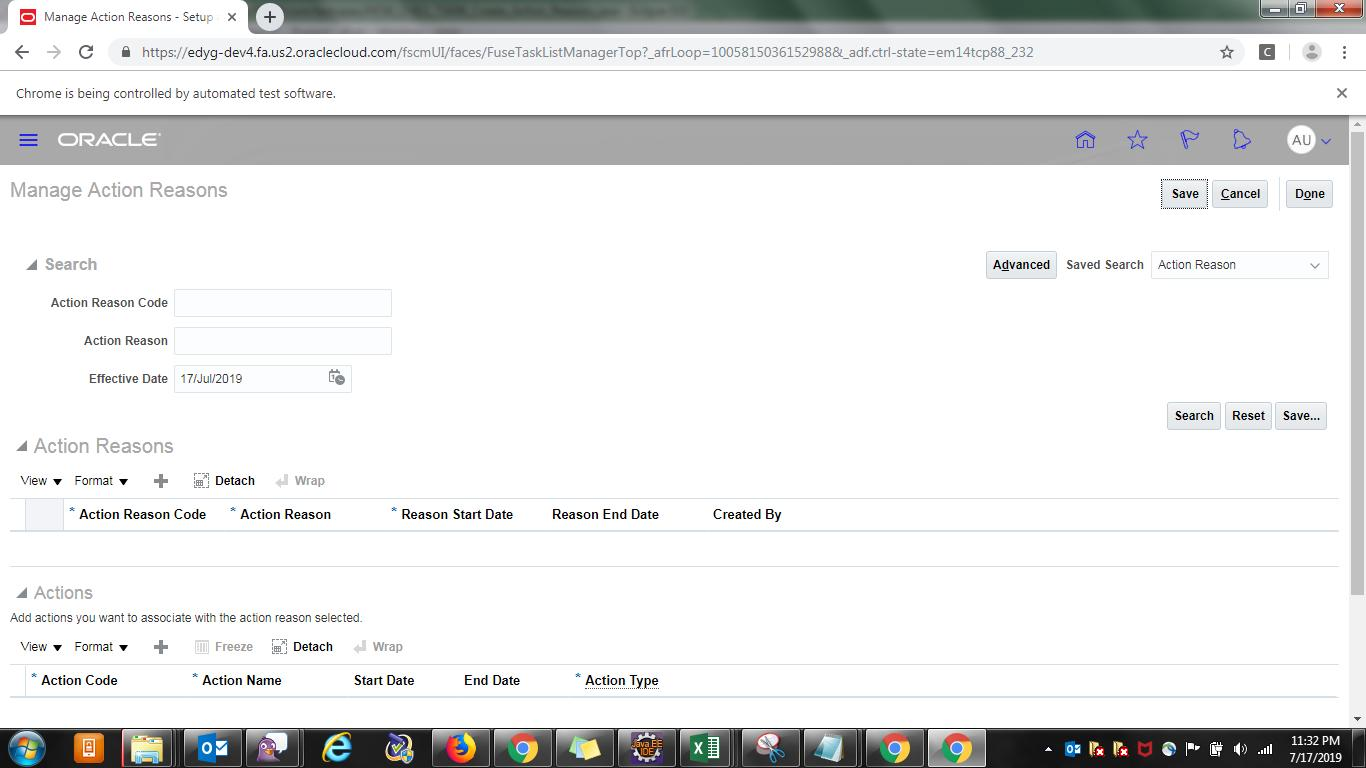 Manage Action Reasons - Setup
https://edyg-dev4.fa.us2.oraclecloud.com/fscmUI/faces/FuseTaskListManagerTop?_afrLoop=10058150361529888&_adf.ctrl-state=em14tcp88_232
C
Chrome is being controlled by automated test software.
ORACLE
AU
Manage Action Reasons
Save Cancel Done
Search
Advanced Saved Search Action Reason
Action Reason Code
Action Reason
Effective Date 17/Jul/2019
Search Reset Save...
Action Reasons
View Format Detach Wrap
* Action Reason Code * Action Reason * Reason Start Date Reason End Date Created By
Actions
Add actions you want to associate with the action reason selected.
View Format Freeze Detach Wrap
* Action Code * Action Name Start Date End Date * Action Type
Java EE
IDE
11:32 PM
7/17/2019